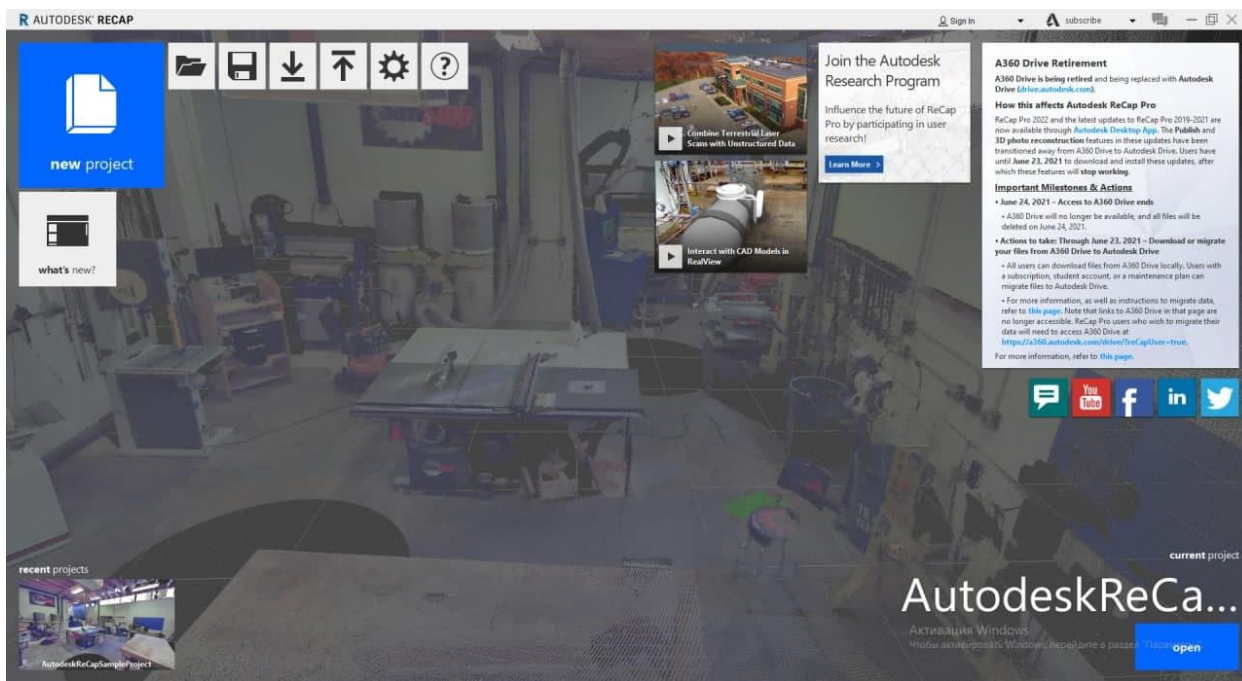 AUTODESK® RECAP
Sign In
subscribe
new project
what's new?
Combine Terrestrial Laser
Scans with Unstructured Data
Interact with CAD Models in
RealView
Join the Autodesk
Research Program
Influence the future of ReCap
Pro by participating in user
research!
Learn More >
A360 Drive Retirement
A360 Drive is being retired and being replaced with Autodesk
Drive (drive.autodesk.com).
How this affects Autodesk ReCap Pro
ReCap Pro 2022 and the latest updates to ReCap Pro 2019-2021 are
now available through Autodesk Desktop App. The Publish and
3D photo reconstruction features in these updates have been
transitioned away from A360 Drive to Autodesk Drive. Users have
until June 23, 2021 to download and install these updates, after
which these features will stop working.
Important Milestones & Actions
• June 24, 2021 – Access to A360 Drive ends
• A360 Drive will no longer be available, and all files will be
deleted on June 24, 2021.
• Actions to take: Through June 23, 2021 – Download or migrate
your files from A360 Drive to Autodesk Drive
• All users can download files from A360 Drive locally. Users with
a subscription, student account, or a maintenance plan can
migrate files to Autodesk Drive.
• For more information, as well as instructions to migrate data,
refer to this page. Note that links to A360 Drive in that page are
no longer accessible. ReCap Pro users who wish to migrate their
data will need to access A360 Drive at
https://a360.autodesk.com/drive/?reCapUser=true.
For more information, refer to this page.
You
Tube
f
in
recent projects
AutodeskReCapSampleProject
current project
AutodeskReCa...
Активация Windows
Чтобы активировать Windows, перейдите в раздел
open